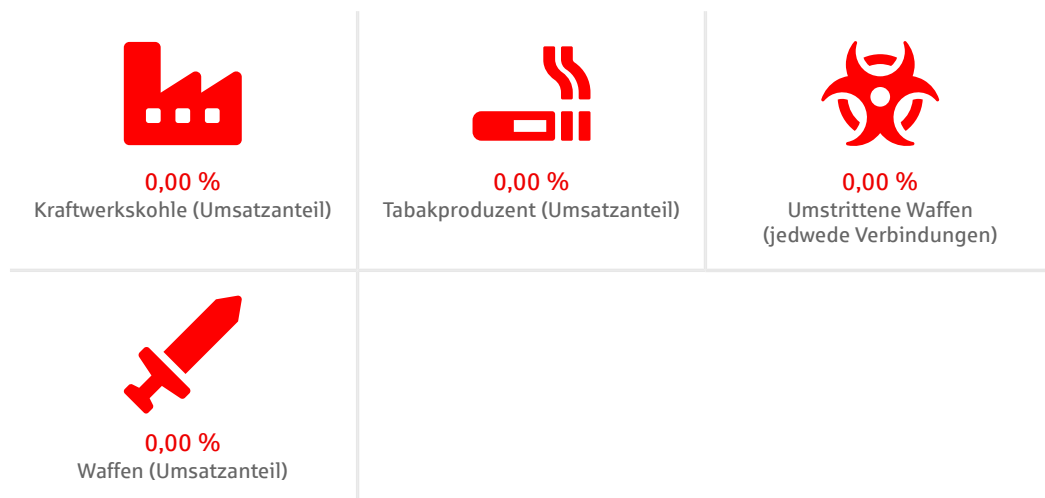 0,00 %
Kraftwerkskohle (Umsatzanteil)
0,00 %
Tabakproduzent (Umsatzanteil)
0,00 %
Umstrittene Waffen
(jedwede Verbindungen)
0,00 %
Waffen (Umsatzanteil)